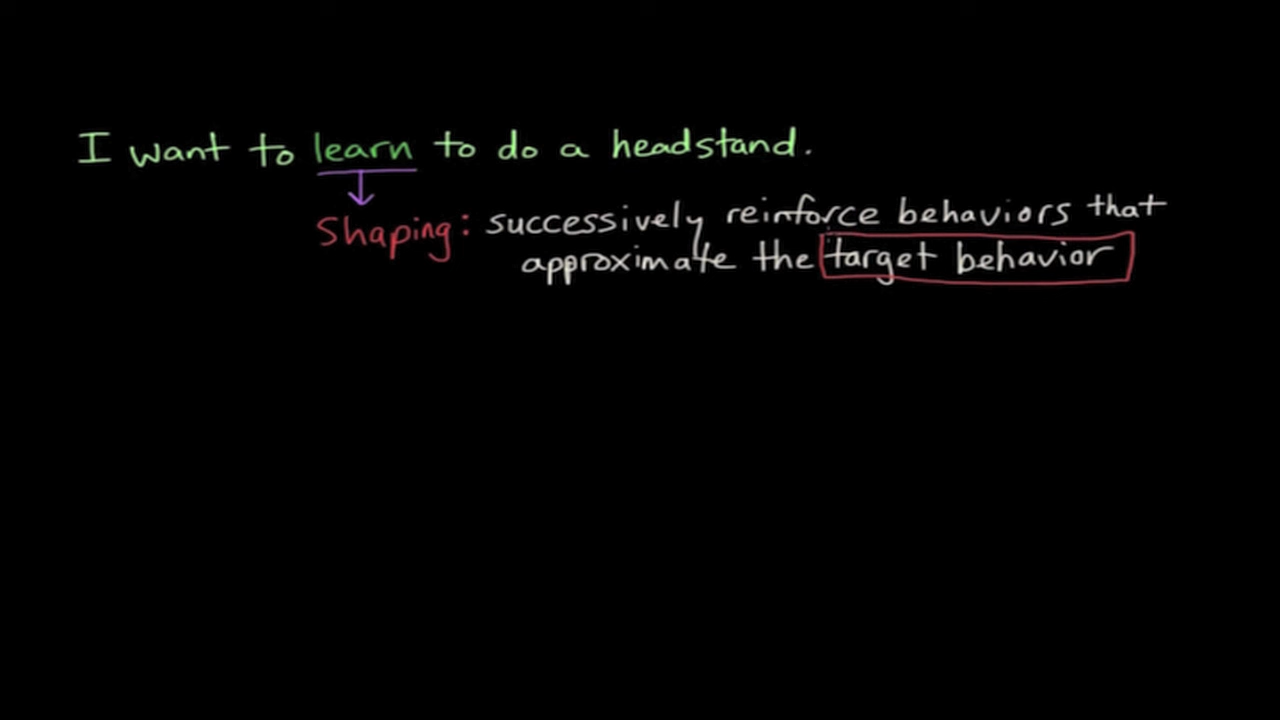 I want to learn to do a headstand.
Shaping: successively reinforce behaviors that
approximate the target behavior